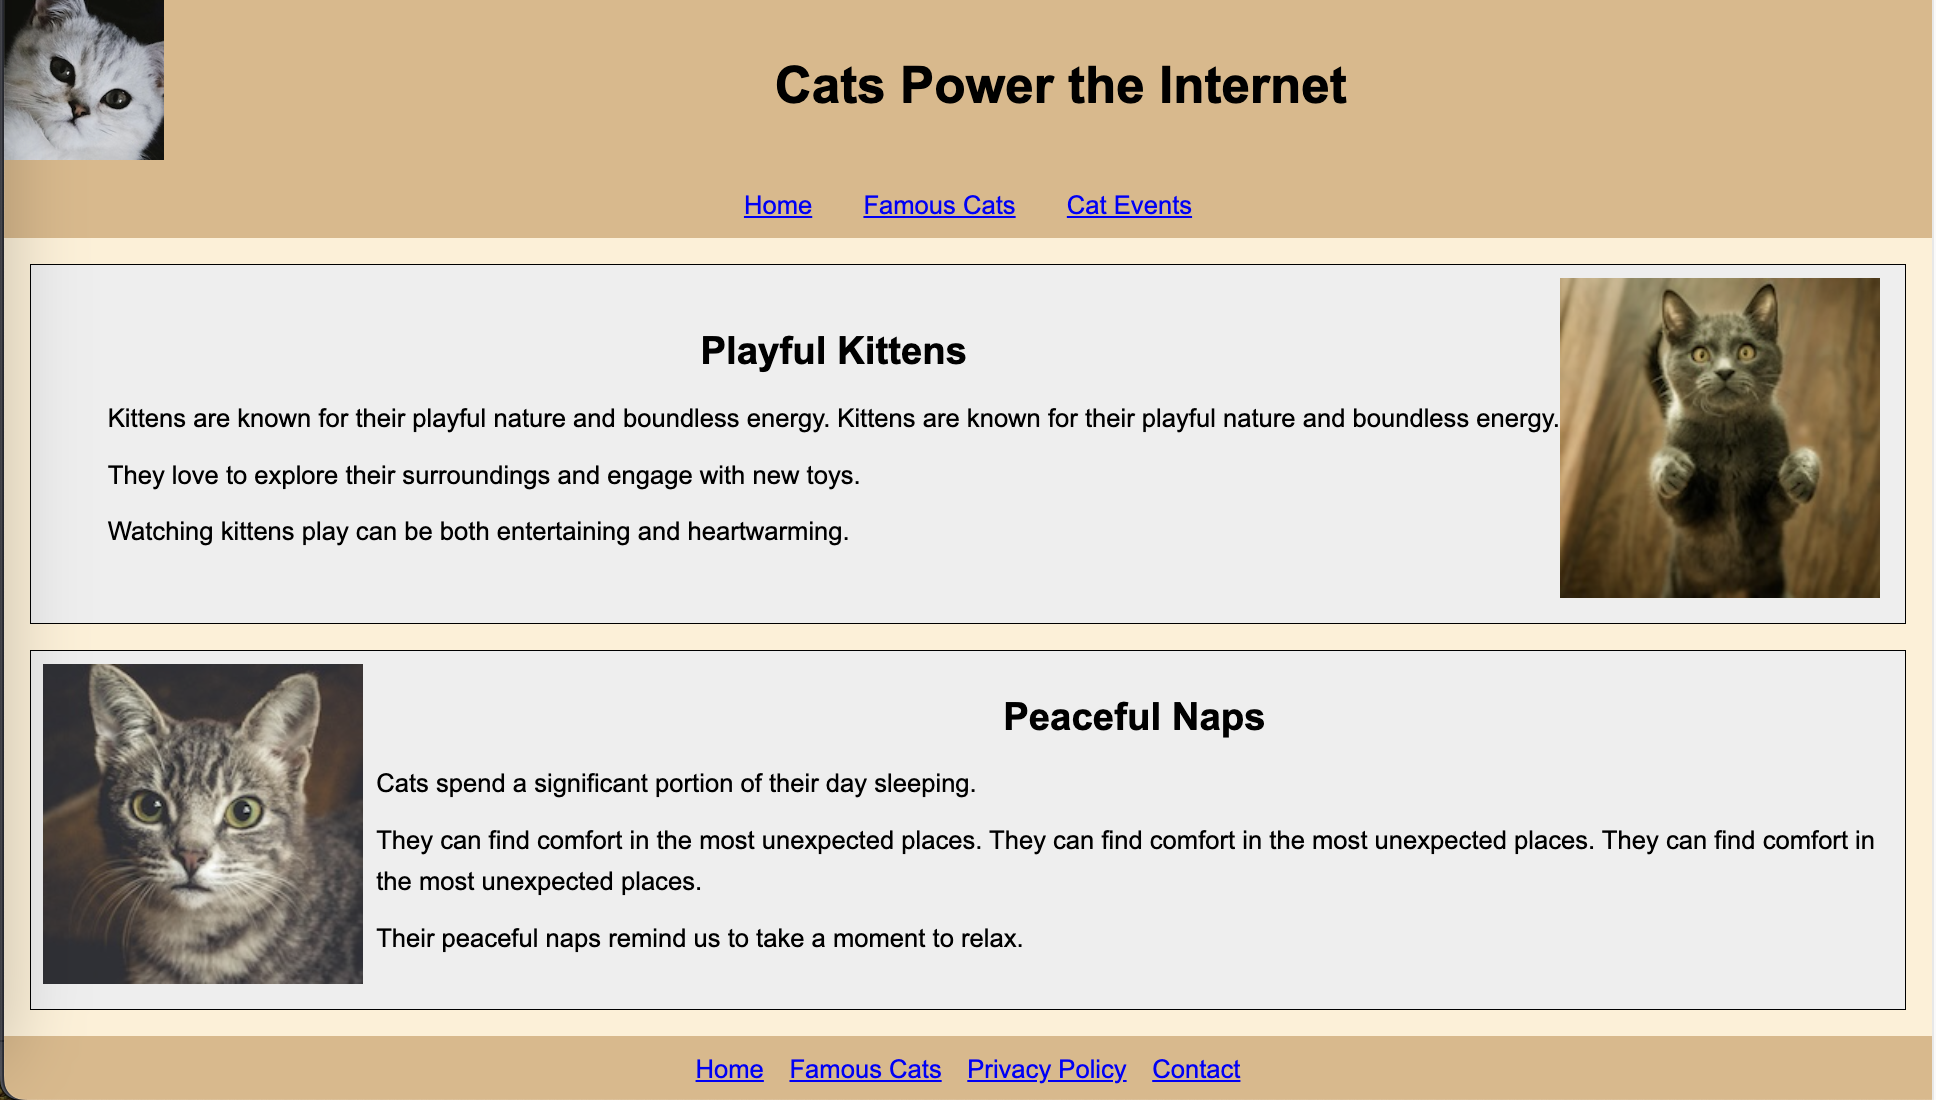 Cats Power the Internet
Home Famous Cats Cat Events
Playful Kittens
Kittens are known for their playful nature and boundless energy. Kittens are known for their playful nature and boundless energy.
They love to explore their surroundings and engage with new toys.
Watching kittens play can be both entertaining and heartwarming.
Peaceful Naps
Cats spend a significant portion of their day sleeping.
They can find comfort in the most unexpected places. They can find comfort in the most unexpected places. They can find comfort in
the most unexpected places.
Their peaceful naps remind us to take a moment to relax.
Home Famous Cats Privacy Policy Contact